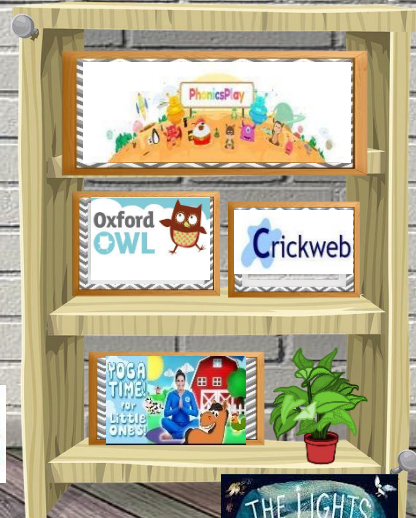 PhonicsPlay
Oxford
OWL
Crickweb
YOGA
TIME!
for
LITTLE
ONES!
THE LIGHTS